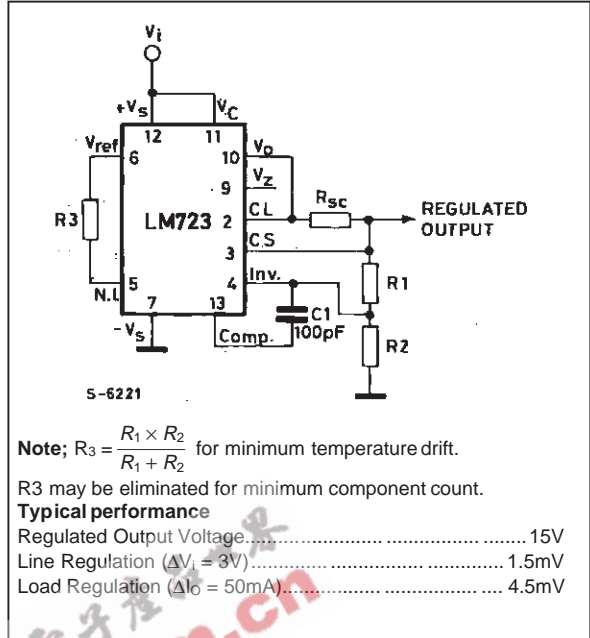 Vi
+Vs
VC
12
11
Vref
6
10
Vo
9
Vz
R3
LM723
2
CL
Rsc
REGULATED
OUTPUT
3
CS
4
Inv.
R1
5
N.I.
7
13
-Vs
Comp.
C1
100pF
R2
S-6221
Note; R3 = R1 × R2 / R1 + R2 for minimum temperature drift.
R3 may be eliminated for minimum component count.
Typical performance
Regulated Output Voltage.................................................15V
Line Regulation (ΔVi = 3V)........................................ 1.5mV
Load Regulation (ΔIO = 50mA)................................... 4.5mV
.cn